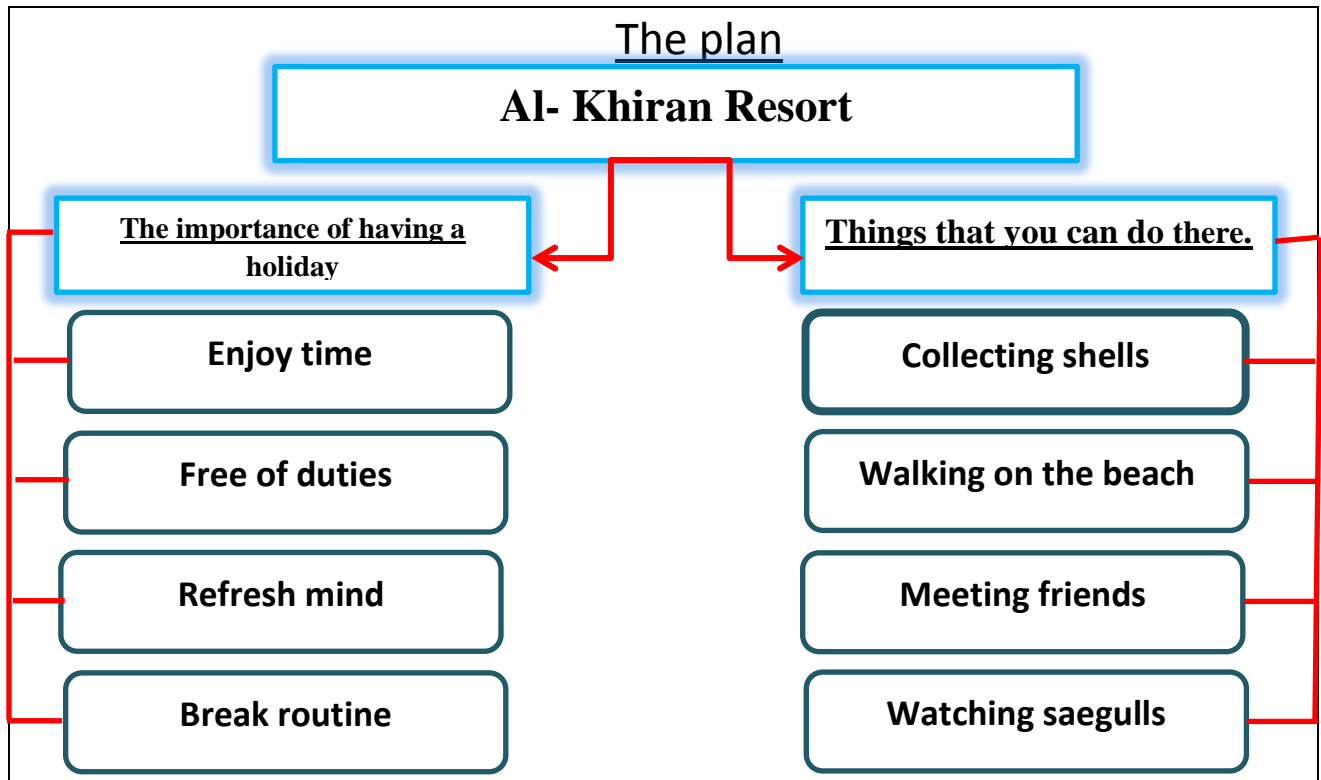 The plan
Al- Khiran Resort
The importance of having a
holiday
Enjoy time
Free of duties
Refresh mind
Break routine
Things that you can do there.
Collecting shells
Walking on the beach
Meeting friends
Watching saegulls